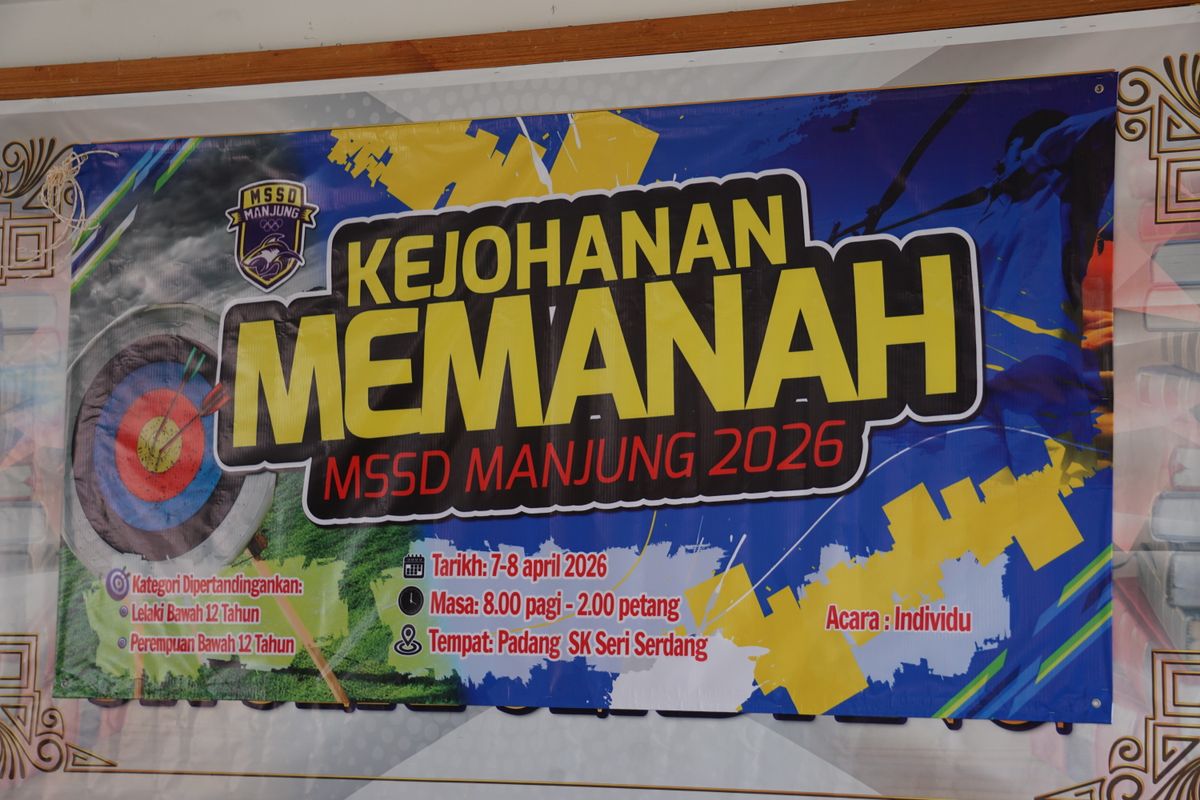 MSSD
MANJUNG
KEJOHANAN
MEMANAH
MSSD MANJUNG 2026
Kategori Dipertandingankan:
Lelaki Bawah 12 Tahun
Perempuan Bawah 12 Tahun
Tarikh: 7-8 april 2026
Masa: 8.00 pagi - 2.00 petang
Tempat: Padang SK Seri Serdang
Acara : Individu